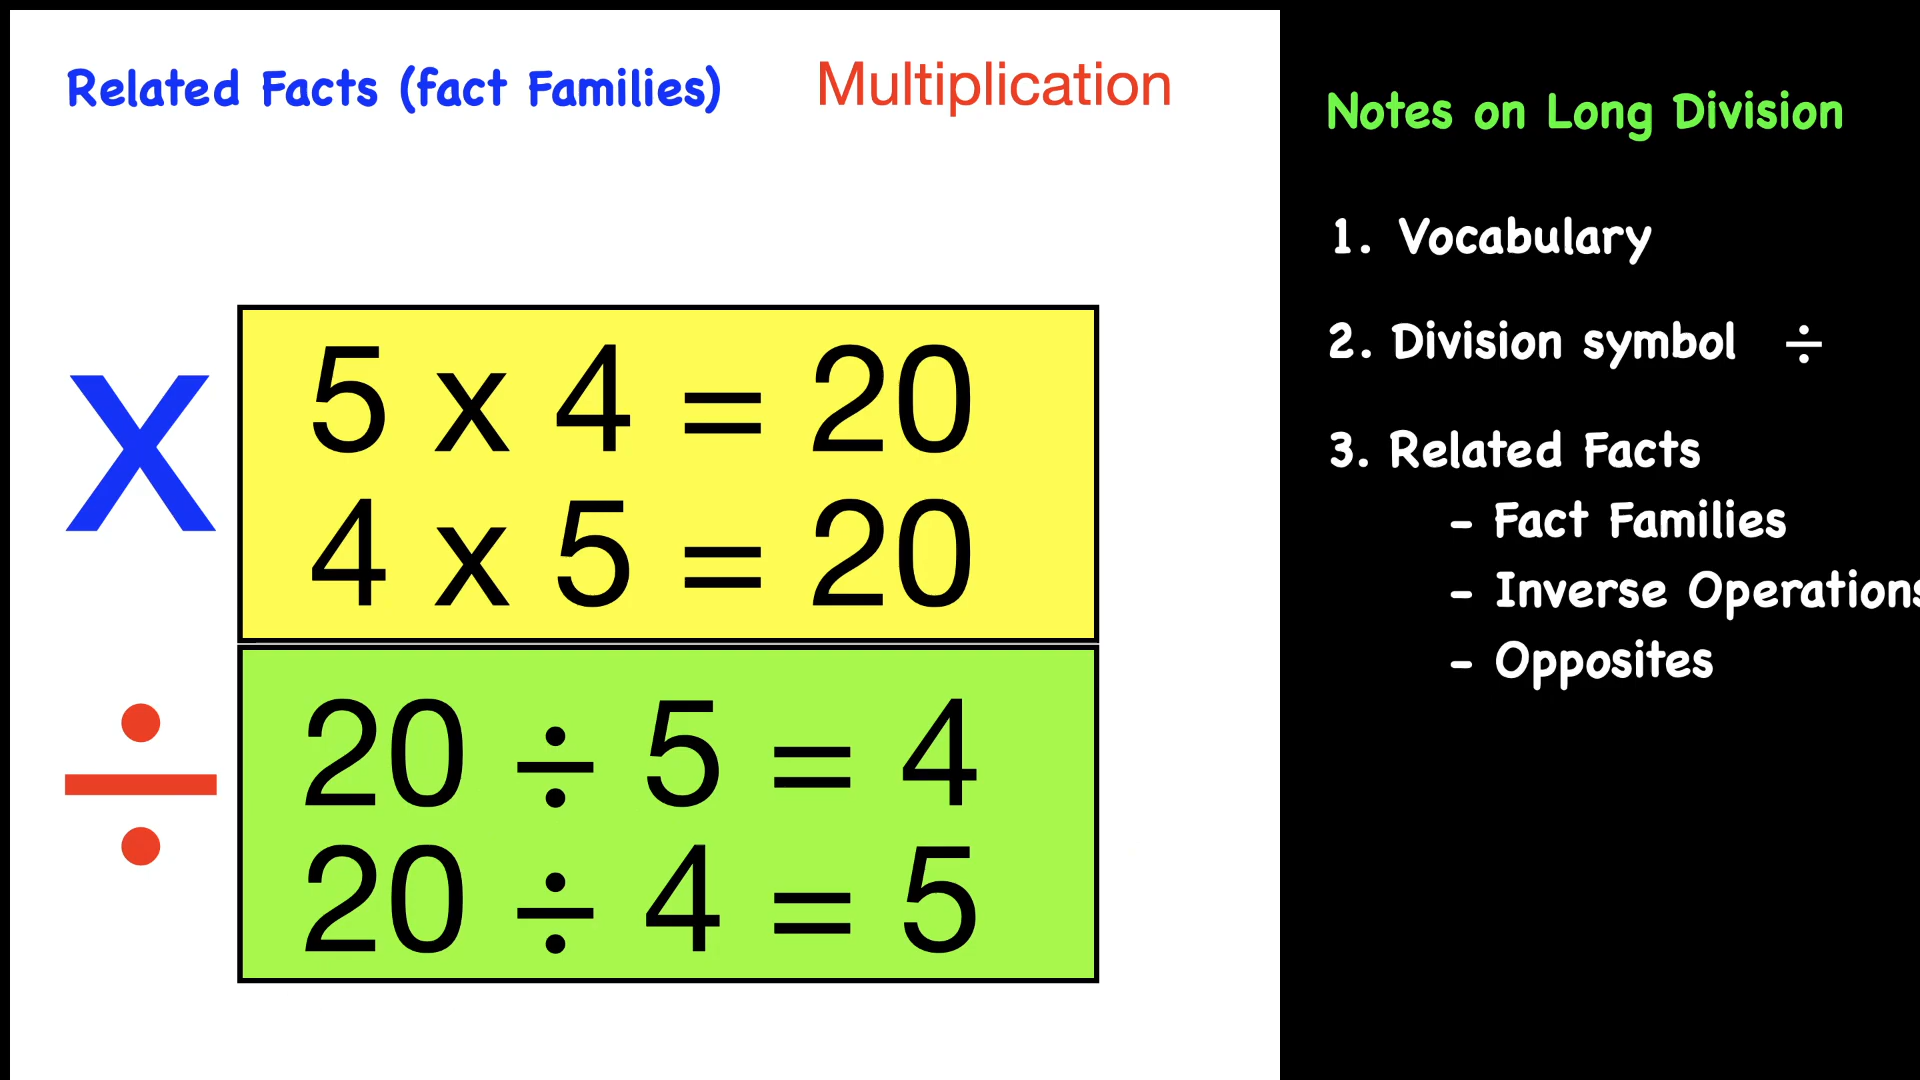 Related Facts (fact Families)
Multiplication
x
5 x 4 = 20
4 x 5 = 20
÷
20 ÷ 5 = 4
20 ÷ 4 = 5
Notes on Long Division
1. Vocabulary
2. Division symbol ÷
3. Related Facts
- Fact Families
- Inverse Operations
- Opposites